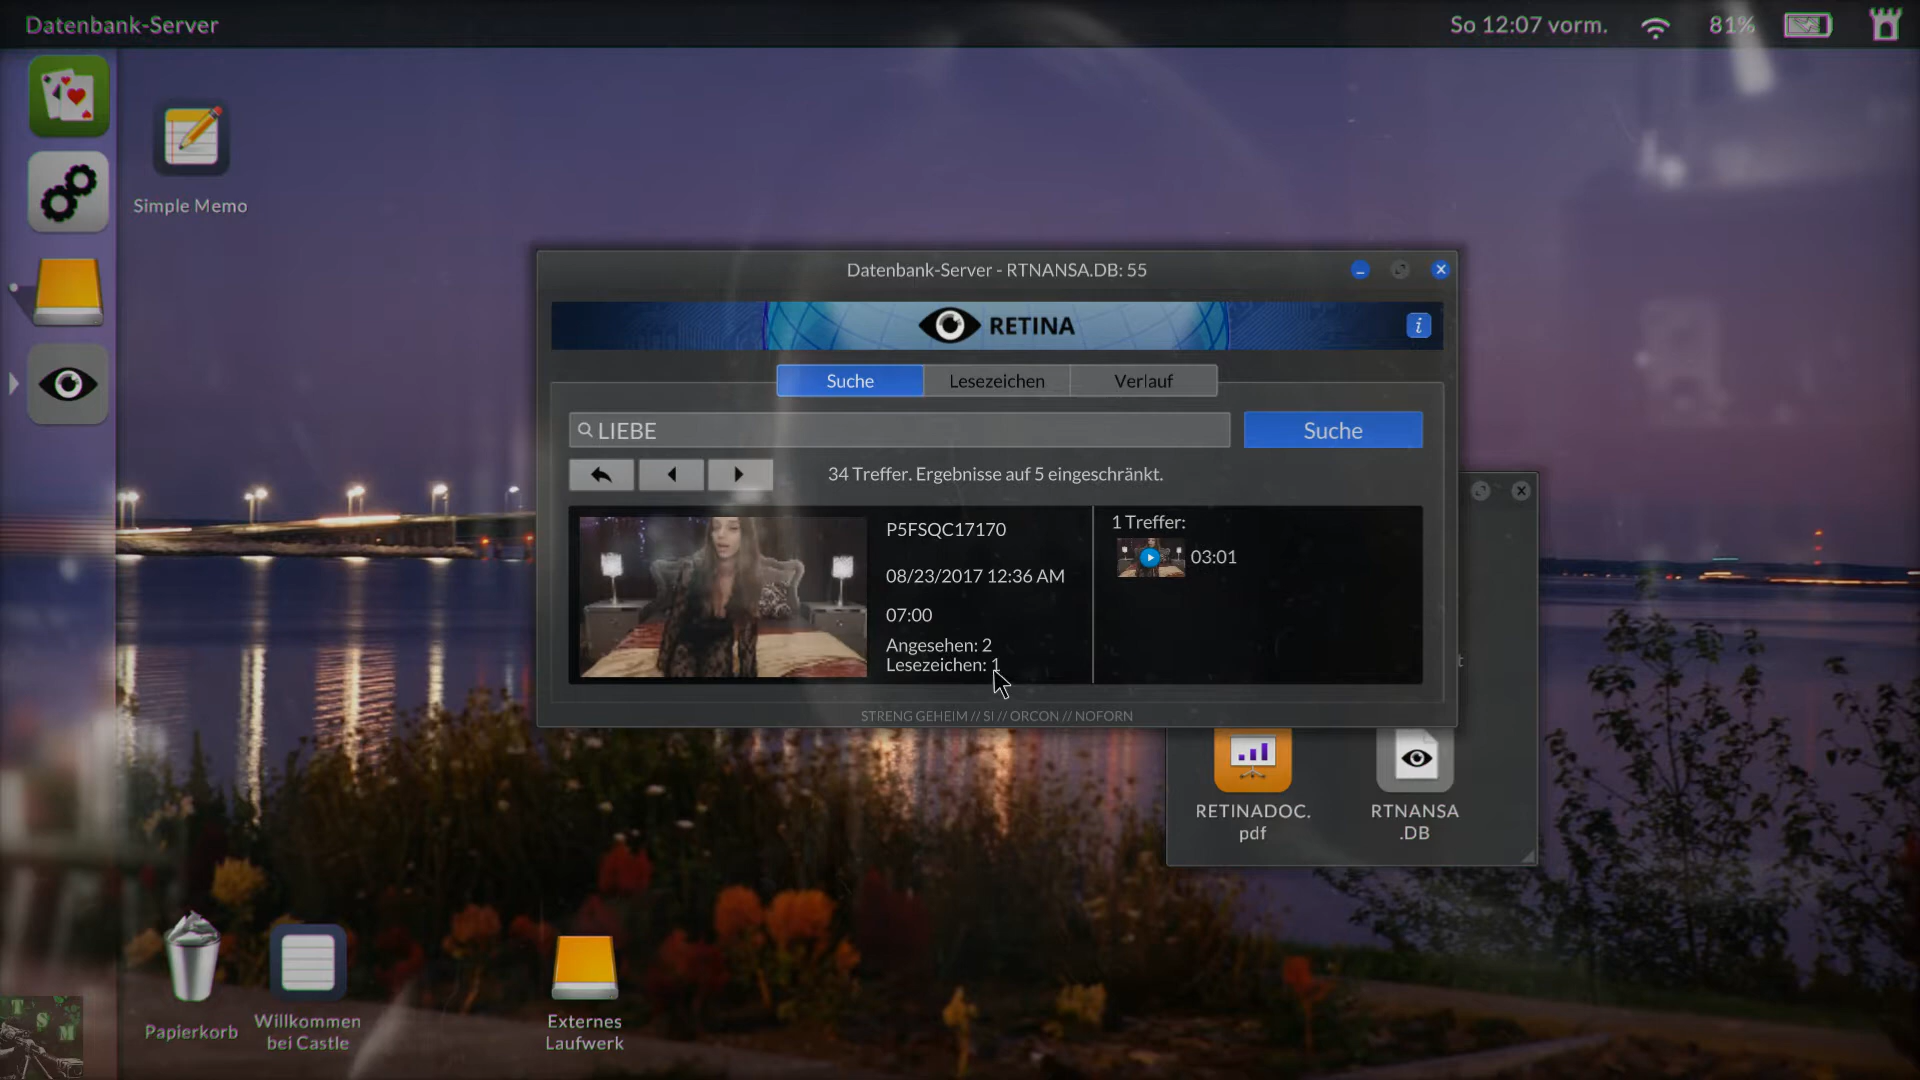 Datenbank-Server
So 12:07 vorm.
81%
Simple Memo
Datenbank-Server - RTNANSA.DB: 55
RETINA
i
Suche
Lesezeichen
Verlauf
LIEBE
Suche
34 Treffer. Ergebnisse auf 5 eingeschränkt.
P5FSQC17170
08/23/2017 12:36 AM
07:00
Angesehen: 2
Lesezeichen: 1
1 Treffer:
03:01
STRENG GEHEIM // SI // ORCON // NOFORN
RETINADOC.
pdf
RTNANSA
.DB
Papierkorb
Willkommen
bei Castle
Externes
Laufwerk
T S M